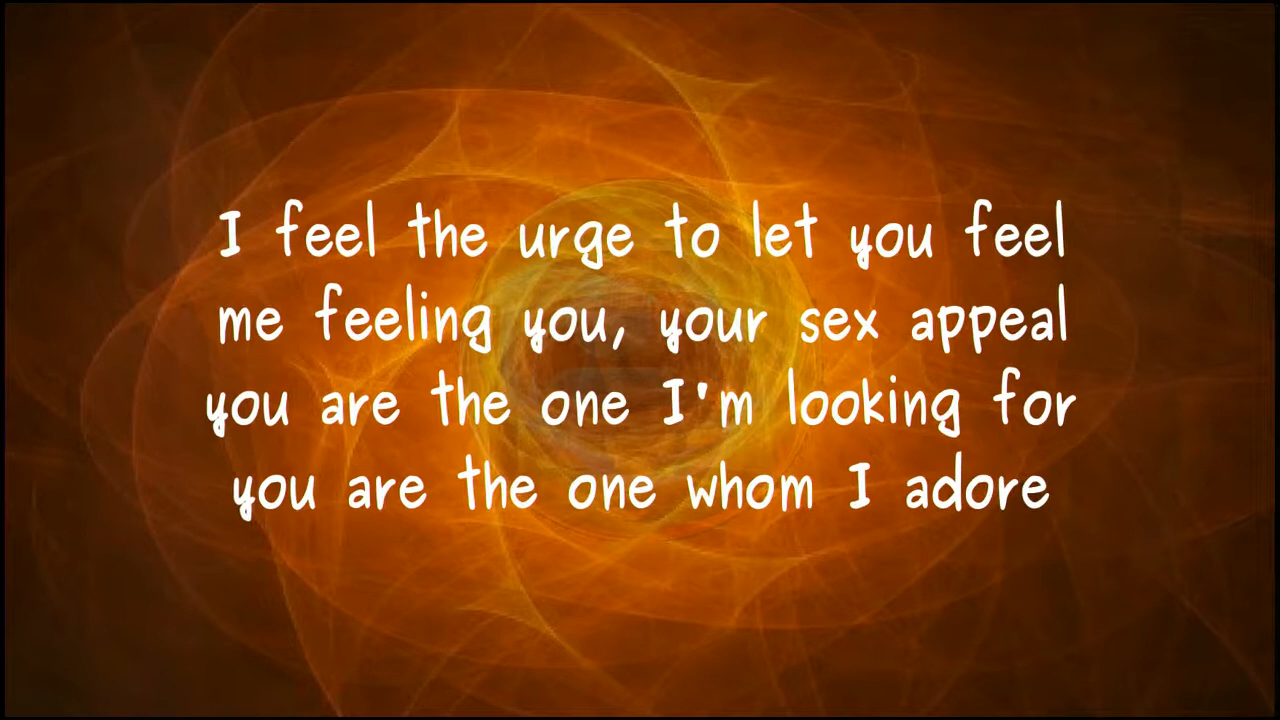 I feel the urge to let you feel
me feeling you, your sex appeal
you are the one I'm looking for
you are the one whom I adore